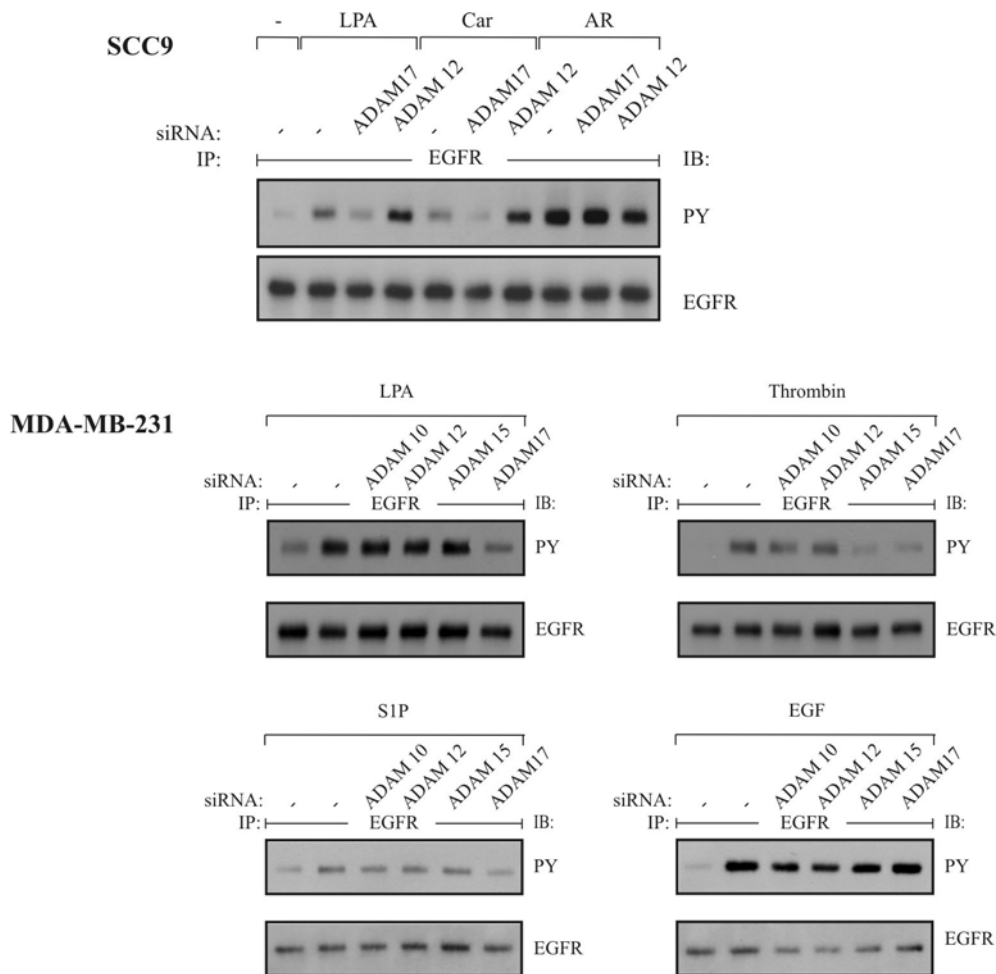 - LPA Car AR
SCC9
- - ADAM17 ADAM 12 - ADAM17 ADAM 12 - ADAM17 ADAM 12
siRNA:
IP: EGFR IB:
PY
EGFR
MDA-MB-231
LPA
siRNA: - - ADAM 10 ADAM 12 ADAM 15 ADAM17
IP: EGFR IB:
PY
EGFR
Thrombin
siRNA: - - ADAM 10 ADAM 12 ADAM 15 ADAM17
IP: EGFR IB:
PY
EGFR
S1P
siRNA: - - ADAM 10 ADAM 12 ADAM 15 ADAM17
IP: EGFR IB:
PY
EGFR
EGF
siRNA: - - ADAM 10 ADAM 12 ADAM 15 ADAM17
IP: EGFR IB:
PY
EGFR